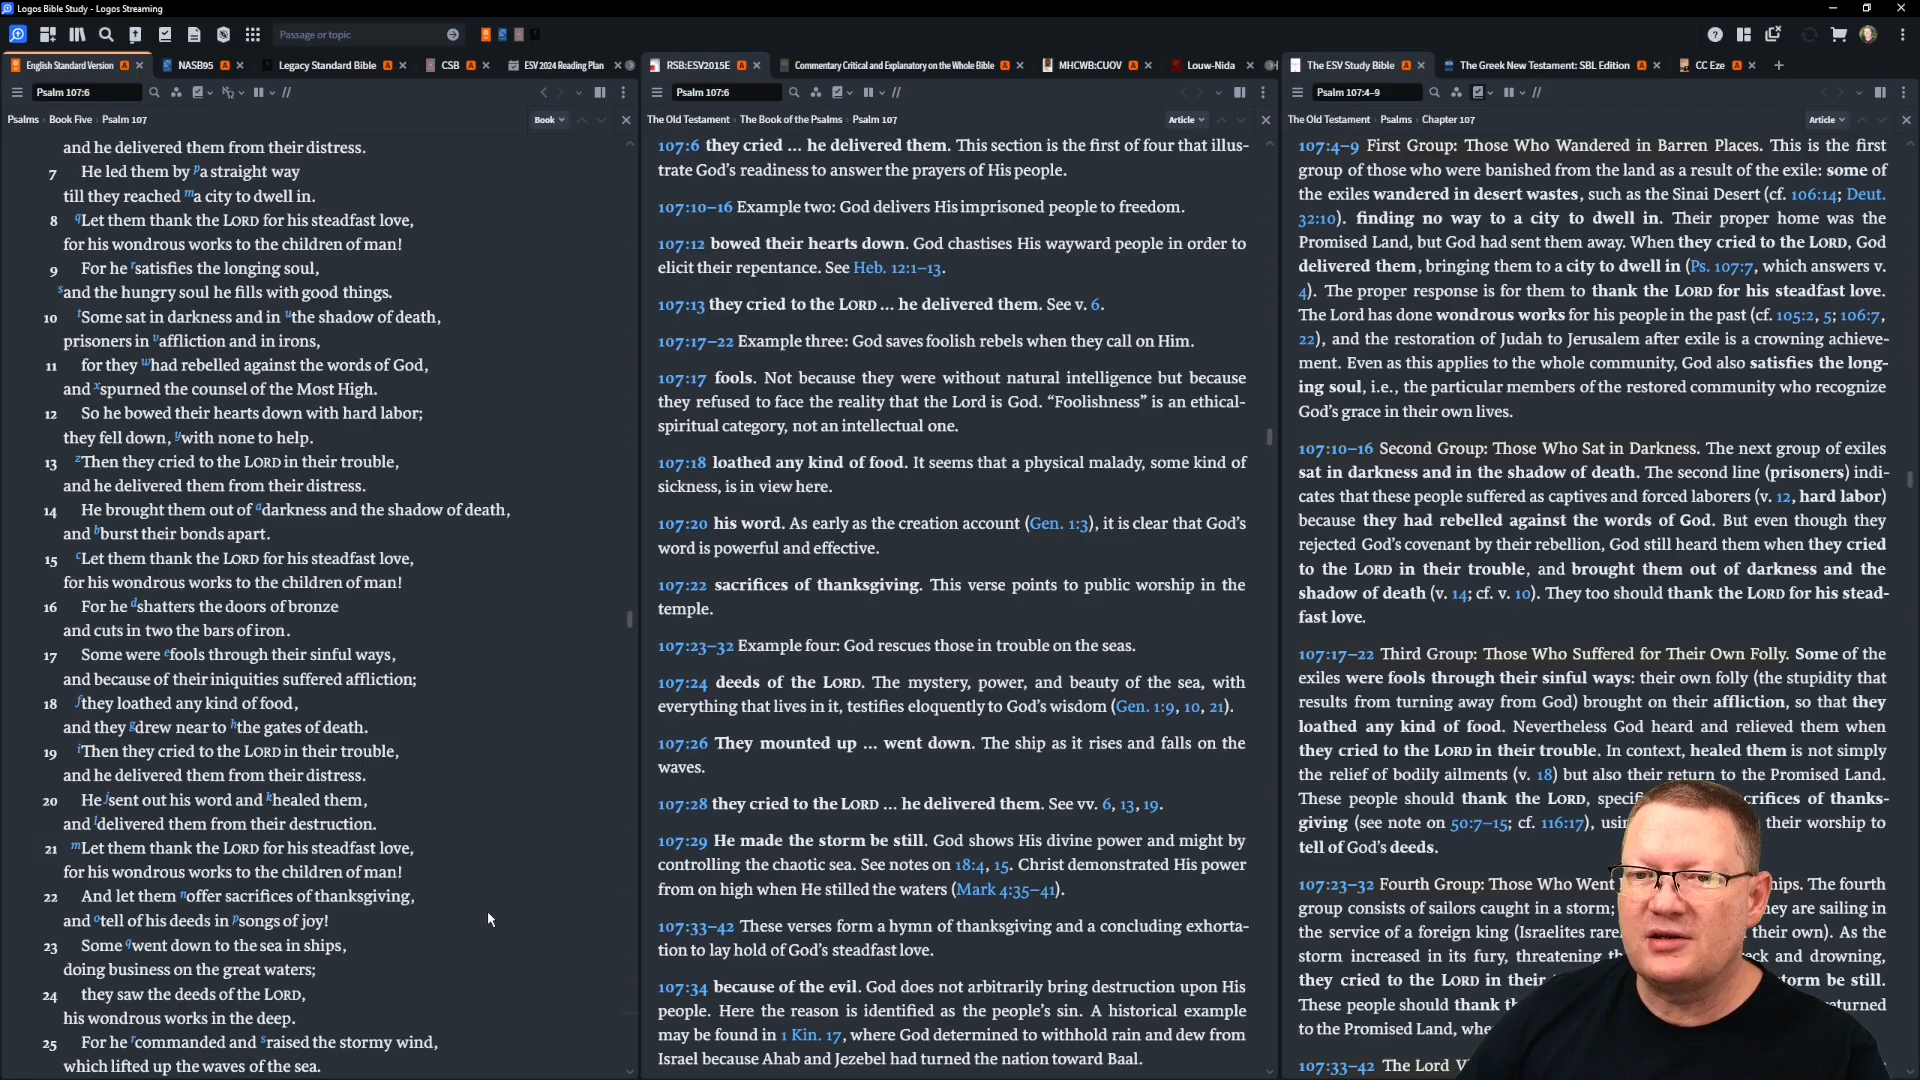 Logos Bible Study - Logos Streaming
Passage or topic
English Standard Version A
NASB95 A
Legacy Standard Bible A
CSB A
ESV 2024 Reading Plan
RSB:ESV2015E A
Commentary Critical and Explanatory on the Whole Bible A
MHCWB:CUOV A
Louw-Nida
The ESV Study Bible A
The Greek New Testament: SBL Edition A
CC Eze A
Psalm 107:6
Psalms Book Five Psalm 107
Book
and he delivered them from their distress.
7 He led them by p a straight way
till they reached m a city to dwell in.
8 q Let them thank the LORD for his steadfast love,
for his wondrous works to the children of man!
9 For he r satisfies the longing soul,
s and the hungry soul he fills with good things.
10 t Some sat in darkness and in u the shadow of death,
prisoners in v affliction and in irons,
11 for they w had rebelled against the words of God,
and x spurned the counsel of the Most High.
12 So he bowed their hearts down with hard labor;
they fell down, y with none to help.
13 z Then they cried to the LORD in their trouble,
and he delivered them from their distress.
14 He brought them out of a darkness and the shadow of death,
and b burst their bonds apart.
15 c Let them thank the LORD for his steadfast love,
for his wondrous works to the children of man!
16 For he d shatters the doors of bronze
and cuts in two the bars of iron.
17 Some were e fools through their sinful ways,
and because of their iniquities suffered affliction;
18 f they loathed any kind of food,
and they g drew near to h the gates of death.
19 i Then they cried to the LORD in their trouble,
and he delivered them from their distress.
20 He j sent out his word and k healed them,
and l delivered them from their destruction.
21 m Let them thank the LORD for his steadfast love,
for his wondrous works to the children of man!
22 And let them n offer sacrifices of thanksgiving,
and o tell of his deeds in p songs of joy!
23 Some q went down to the sea in ships,
doing business on the great waters;
24 they saw the deeds of the LORD,
his wondrous works in the deep.
25 For he r commanded and s raised the stormy wind,
which lifted up the waves of the sea.
Psalm 107:6
The Old Testament The Book of the Psalms Psalm 107
Article
107:6 they cried ... he delivered them. This section is the first of four that illus-
trate God's readiness to answer the prayers of His people.
107:10–16 Example two: God delivers His imprisoned people to freedom.
107:12 bowed their hearts down. God chastises His wayward people in order to
elicit their repentance. See Heb. 12:1–13.
107:13 they cried to the LORD ... he delivered them. See v. 6.
107:17–22 Example three: God saves foolish rebels when they call on Him.
107:17 fools. Not because they were without natural intelligence but because
they refused to face the reality that the Lord is God. “Foolishness” is an ethical-
spiritual category, not an intellectual one.
107:18 loathed any kind of food. It seems that a physical malady, some kind of
sickness, is in view here.
107:20 his word. As early as the creation account (Gen. 1:3), it is clear that God's
word is powerful and effective.
107:22 sacrifices of thanksgiving. This verse points to public worship in the
temple.
107:23–32 Example four: God rescues those in trouble on the seas.
107:24 deeds of the LORD. The mystery, power, and beauty of the sea, with
everything that lives in it, testifies eloquently to God's wisdom (Gen. 1:9, 10, 21).
107:26 They mounted up ... went down. The ship as it rises and falls on the
waves.
107:28 they cried to the LORD ... he delivered them. See vv. 6, 13, 19.
107:29 He made the storm be still. God shows His divine power and might by
controlling the chaotic sea. See notes on 18:4, 15. Christ demonstrated His power
from on high when He stilled the waters (Mark 4:35–41).
107:33–42 These verses form a hymn of thanksgiving and a concluding exhorta-
tion to lay hold of God's steadfast love.
107:34 because of the evil. God does not arbitrarily bring destruction upon His
people. Here the reason is identified as the people's sin. A historical example
may be found in 1 Kin. 17, where God determined to withhold rain and dew from
Israel because Ahab and Jezebel had turned the nation toward Baal.
Psalm 107:4–9
The Old Testament Psalms Chapter 107
Article
107:4–9 First Group: Those Who Wandered in Barren Places. This is the first
group of those who were banished from the land as a result of the exile: some of
the exiles wandered in desert wastes, such as the Sinai Desert (cf. 106:14; Deut.
32:10). finding no way to a city to dwell in. Their proper home was the
Promised Land, but God had sent them away. When they cried to the LORD, God
delivered them, bringing them to a city to dwell in (Ps. 107:7, which answers v.
4). The proper response is for them to thank the LORD for his steadfast love.
The Lord has done wondrous works for his people in the past (cf. 105:2, 5; 106:7,
22), and the restoration of Judah to Jerusalem after exile is a crowning achieve-
ment. Even as this applies to the whole community, God also satisfies the long-
ing soul, i.e., the particular members of the restored community who recognize
God's grace in their own lives.
107:10–16 Second Group: Those Who Sat in Darkness. The next group of exiles
sat in darkness and in the shadow of death. The second line (prisoners) indi-
cates that these people suffered as captives and forced laborers (v. 12, hard labor)
because they had rebelled against the words of God. But even though they
rejected God's covenant by their rebellion, God still heard them when they cried
to the LORD in their trouble, and brought them out of darkness and the
shadow of death (v. 14; cf. v. 10). They too should thank the LORD for his stead-
fast love.
107:17–22 Third Group: Those Who Suffered for Their Own Folly. Some of the
exiles were fools through their sinful ways: their own folly (the stupidity that
results from turning away from God) brought on their affliction, so that they
loathed any kind of food. Nevertheless God heard and relieved them when
they cried to the LORD in their trouble. In context, healed them is not simply
the relief of bodily ailments (v. 18) but also their return to the Promised Land.
These people should thank the LORD, crifices of thanks-
giving (see note on 50:7–15; cf. 116:17), their worship to
tell of God's deeds.
107:23–32 Fourth Group: Those Who Went ships. The fourth
group consists of sailors caught in a storm; they are sailing in
the service of a foreign king (Israelites their own). As the
storm increased in its fury, threatening and drowning,
they cried to the LORD in their storm be still.
These people should thank returned
to the Promised Land,
107:33–42 The Lord